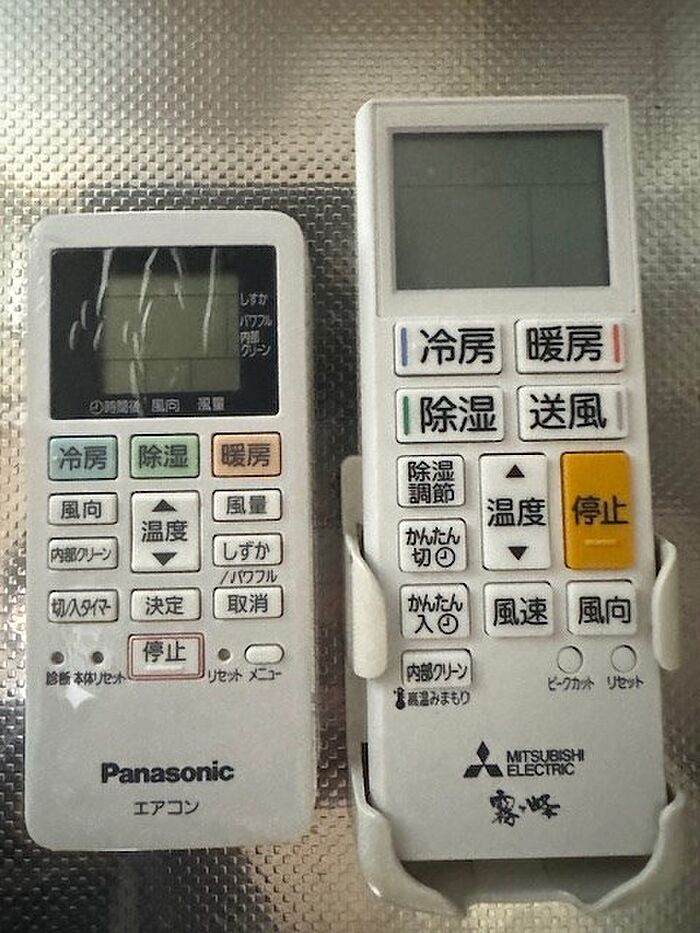 しずか
パワフル
内部
クリーン
時間後 風向 風量
冷房 除湿 暖房
風向
温度
風量
内部クリーン
しずか
/パワフル
切/入タイマー
決定
取消
停止
診断 本体リセット
リセット メニュー
Panasonic
エアコン
冷房 暖房
除湿 送風
除湿
調節
温度
停止
かんたん
切
かんたん
入
風速
風向
内部クリーン
高温みまもり
ピークカット リセット
MITSUBISHI
ELECTRIC
霧ヶ峰